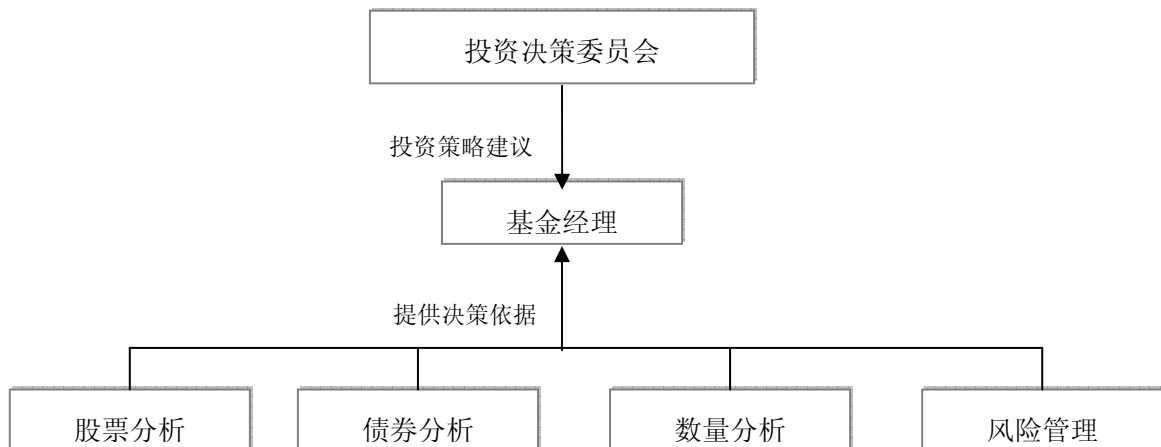 投资决策委员会
投资策略建议
基金经理
提供决策依据
股票分析
债券分析
数量分析
风险管理